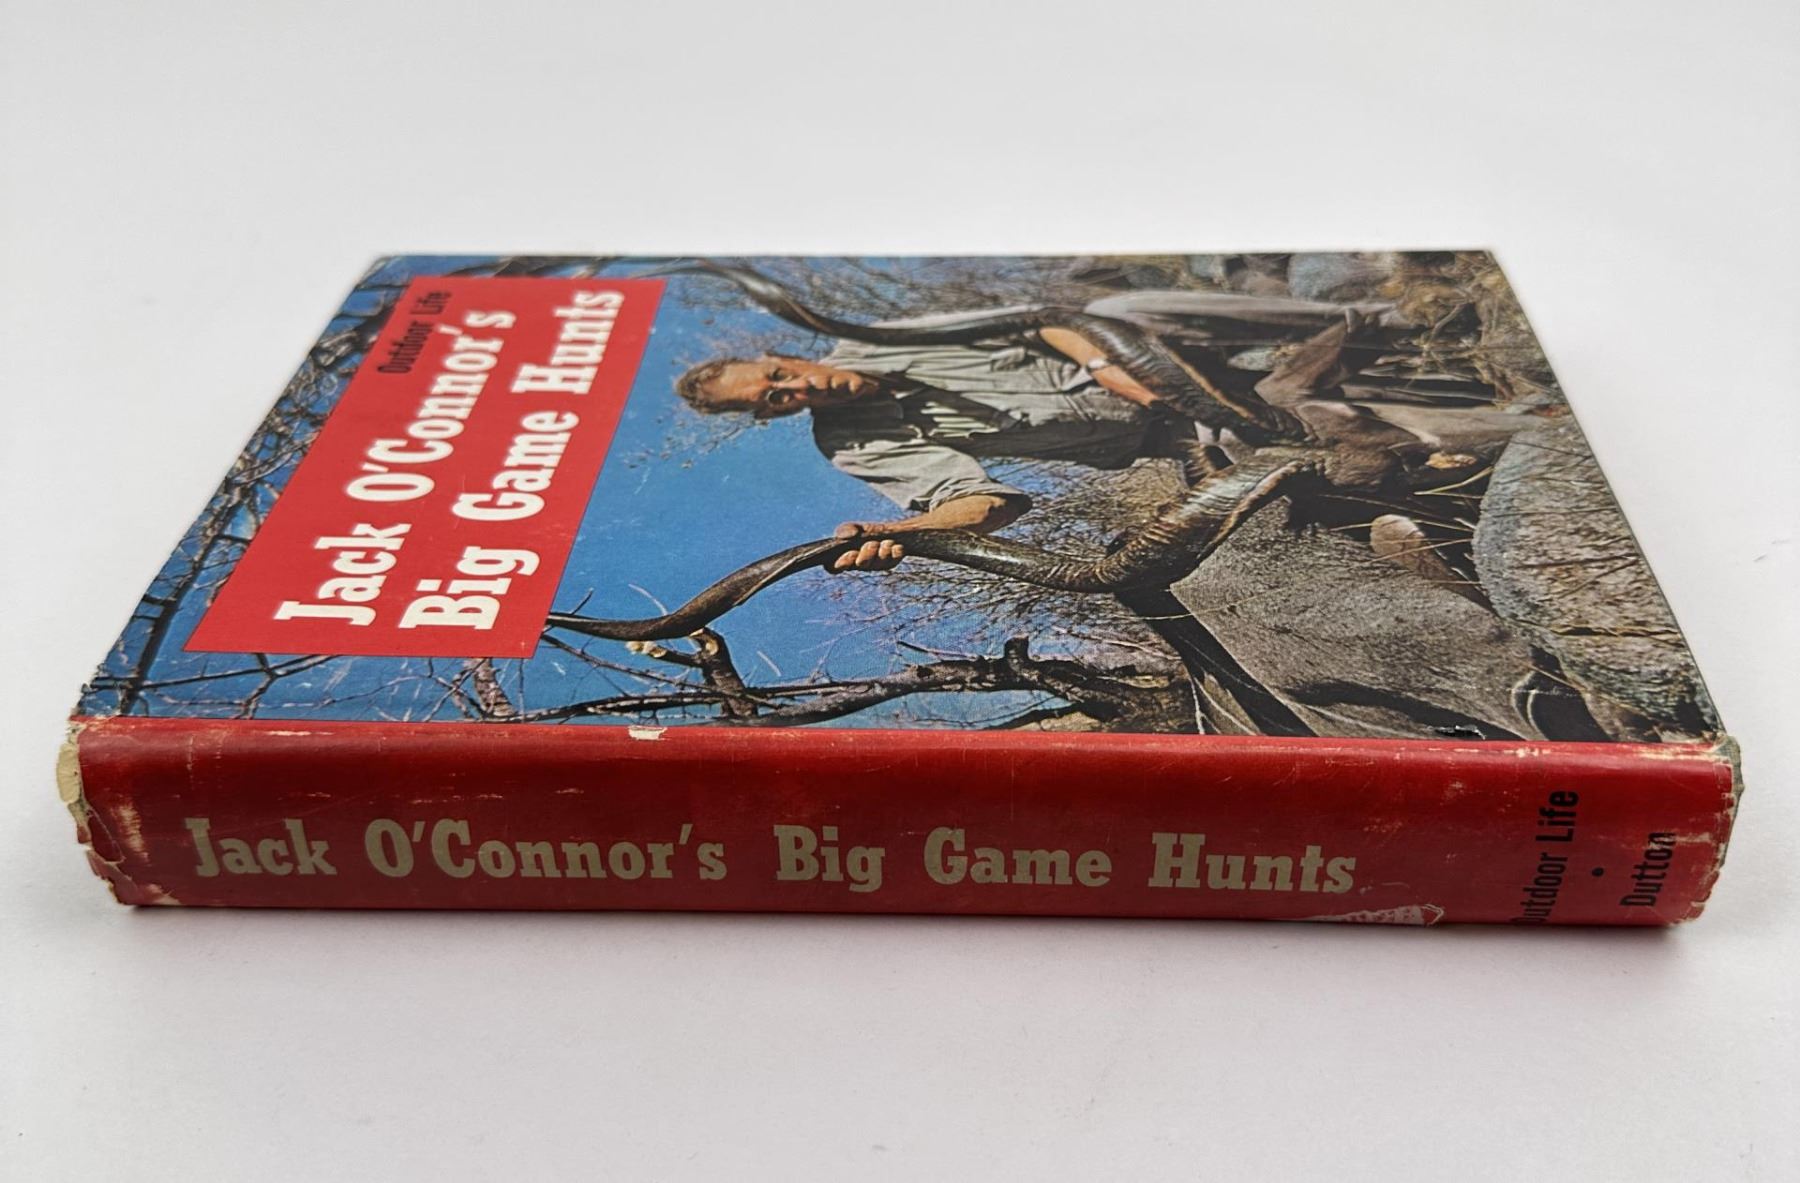 Outdoor Life
Jack O'Connor's
Big Game Hunts
Jack O'Connor's Big Game Hunts
Outdoor Life
•
Dutton